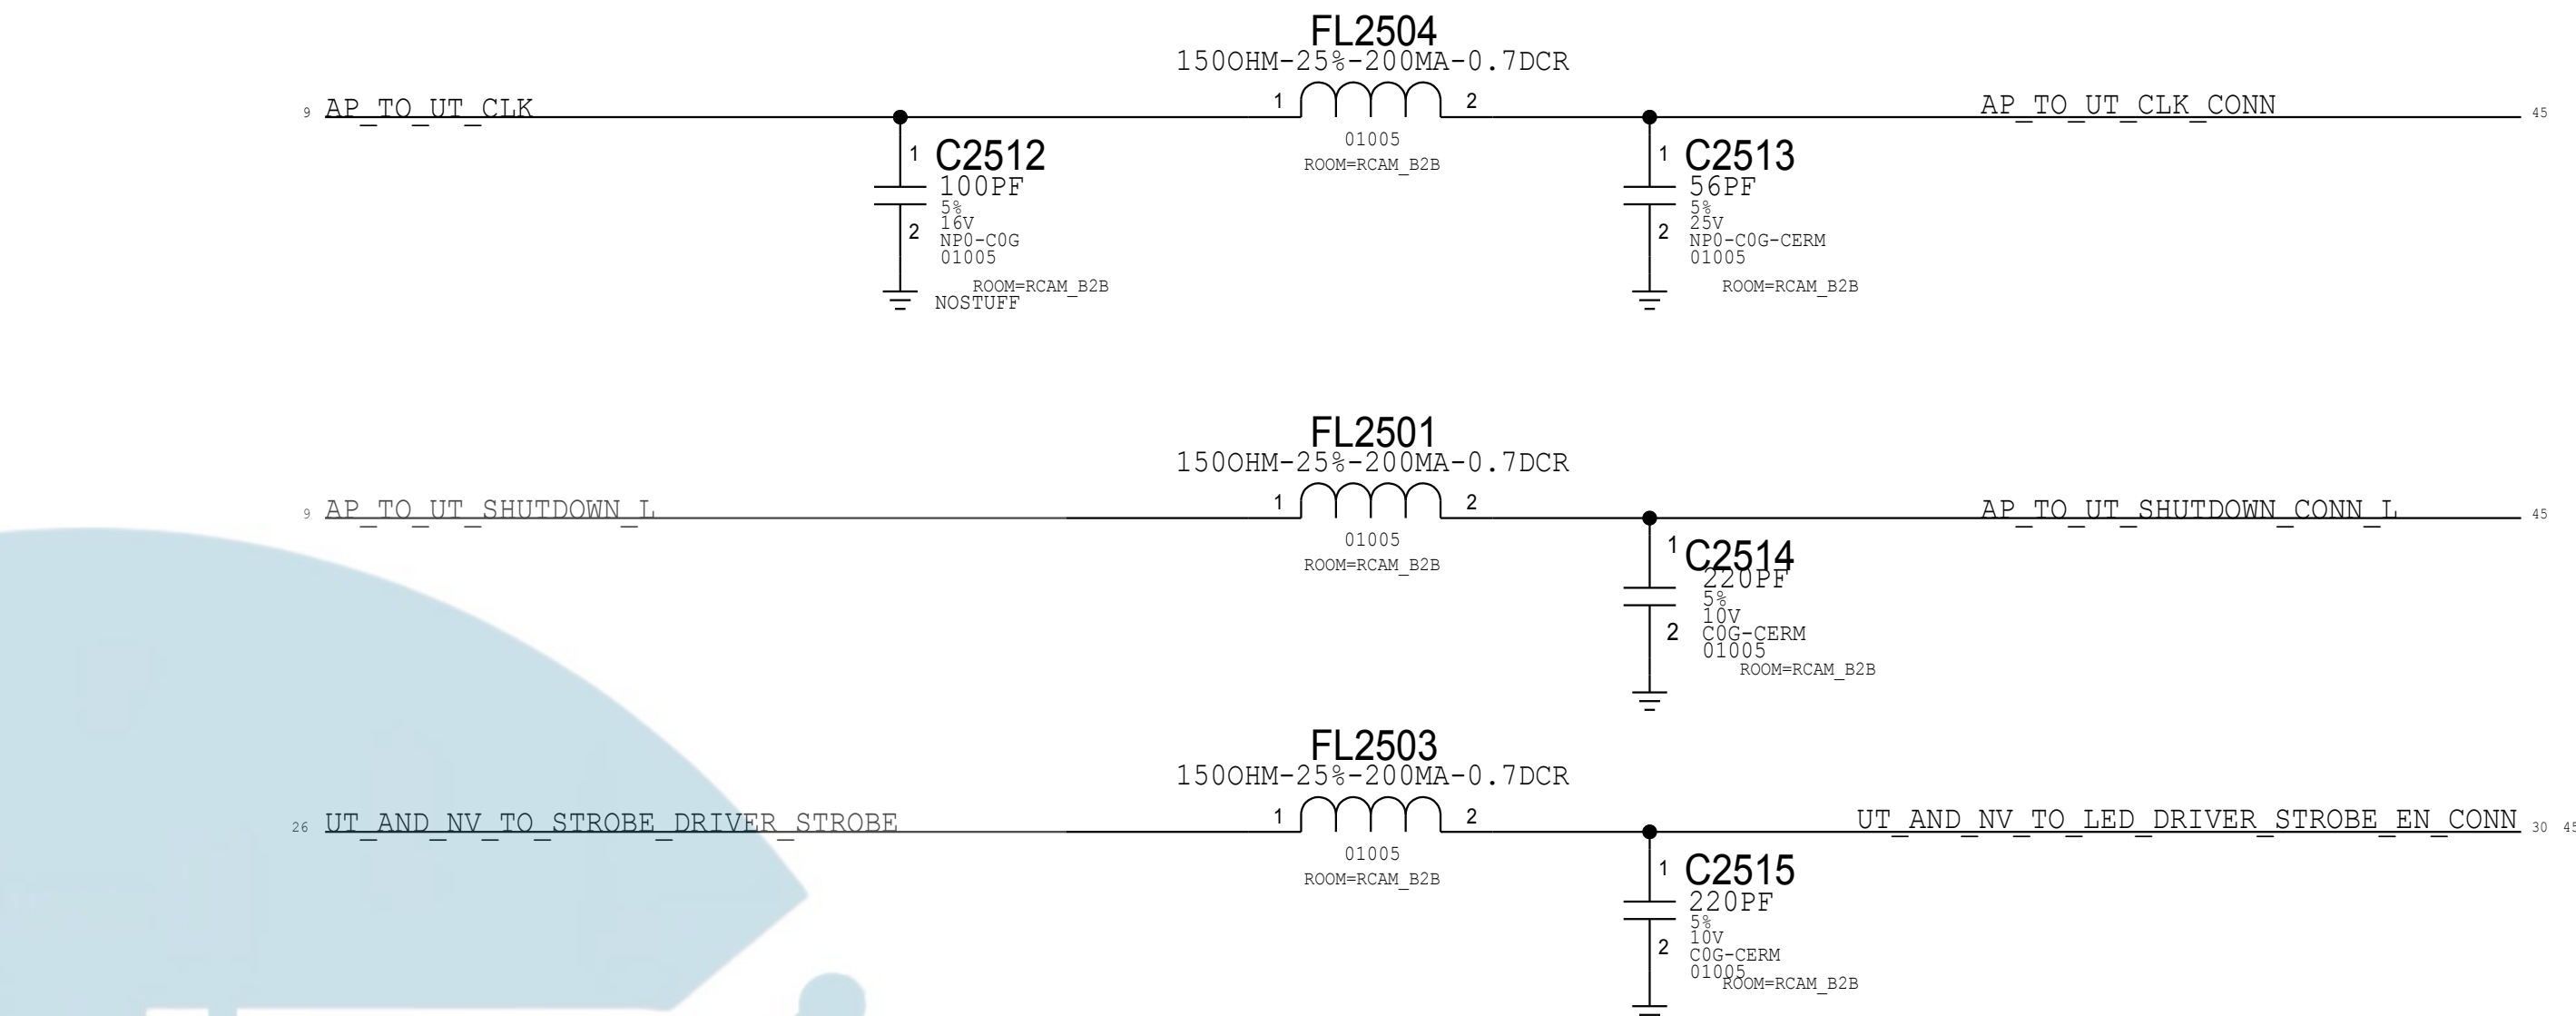 FL2504
150OHM-25%-200MA-0.7DCR
9 AP_TO_UT_CLK
1 2
AP_TO_UT_CLK_CONN 45
01005
ROOM=RCAM_B2B
1 C2512
100PF
5%
16V
2 NP0-C0G
01005
ROOM=RCAM_B2B
NOSTUFF
1 C2513
56PF
5%
25V
2 NP0-C0G-CERM
01005
ROOM=RCAM_B2B
FL2501
150OHM-25%-200MA-0.7DCR
9 AP_TO_UT_SHUTDOWN_L
1 2
AP_TO_UT_SHUTDOWN_CONN_L 45
01005
ROOM=RCAM_B2B
1 C2514
220PF
5%
10V
2 C0G-CERM
01005
ROOM=RCAM_B2B
FL2503
150OHM-25%-200MA-0.7DCR
26 UT_AND_NV_TO_STROBE_DRIVER_STROBE
1 2
UT_AND_NV_TO_LED_DRIVER_STROBE_EN_CONN 30 45
01005
ROOM=RCAM_B2B
1 C2515
220PF
5%
10V
2 C0G-CERM
01005
ROOM=RCAM_B2B